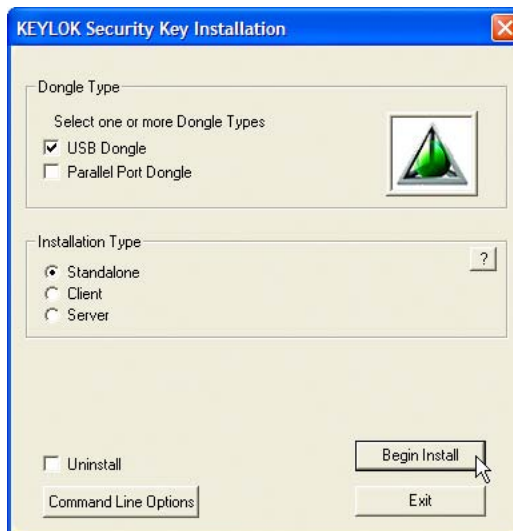 KEYLOK Security Key Installation
Dongle Type
Select one or more Dongle Types
USB Dongle
Parallel Port Dongle
Installation Type
?
Standalone
Client
Server
Uninstall
Begin Install
Command Line Options
Exit